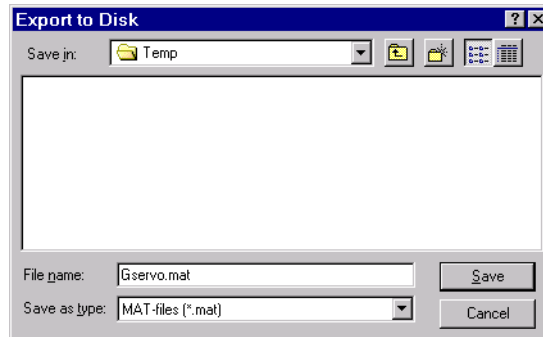 Export to Disk
Save in: Temp
File name: Gservo.mat
Save
Save as type: MAT-files (*.mat)
Cancel